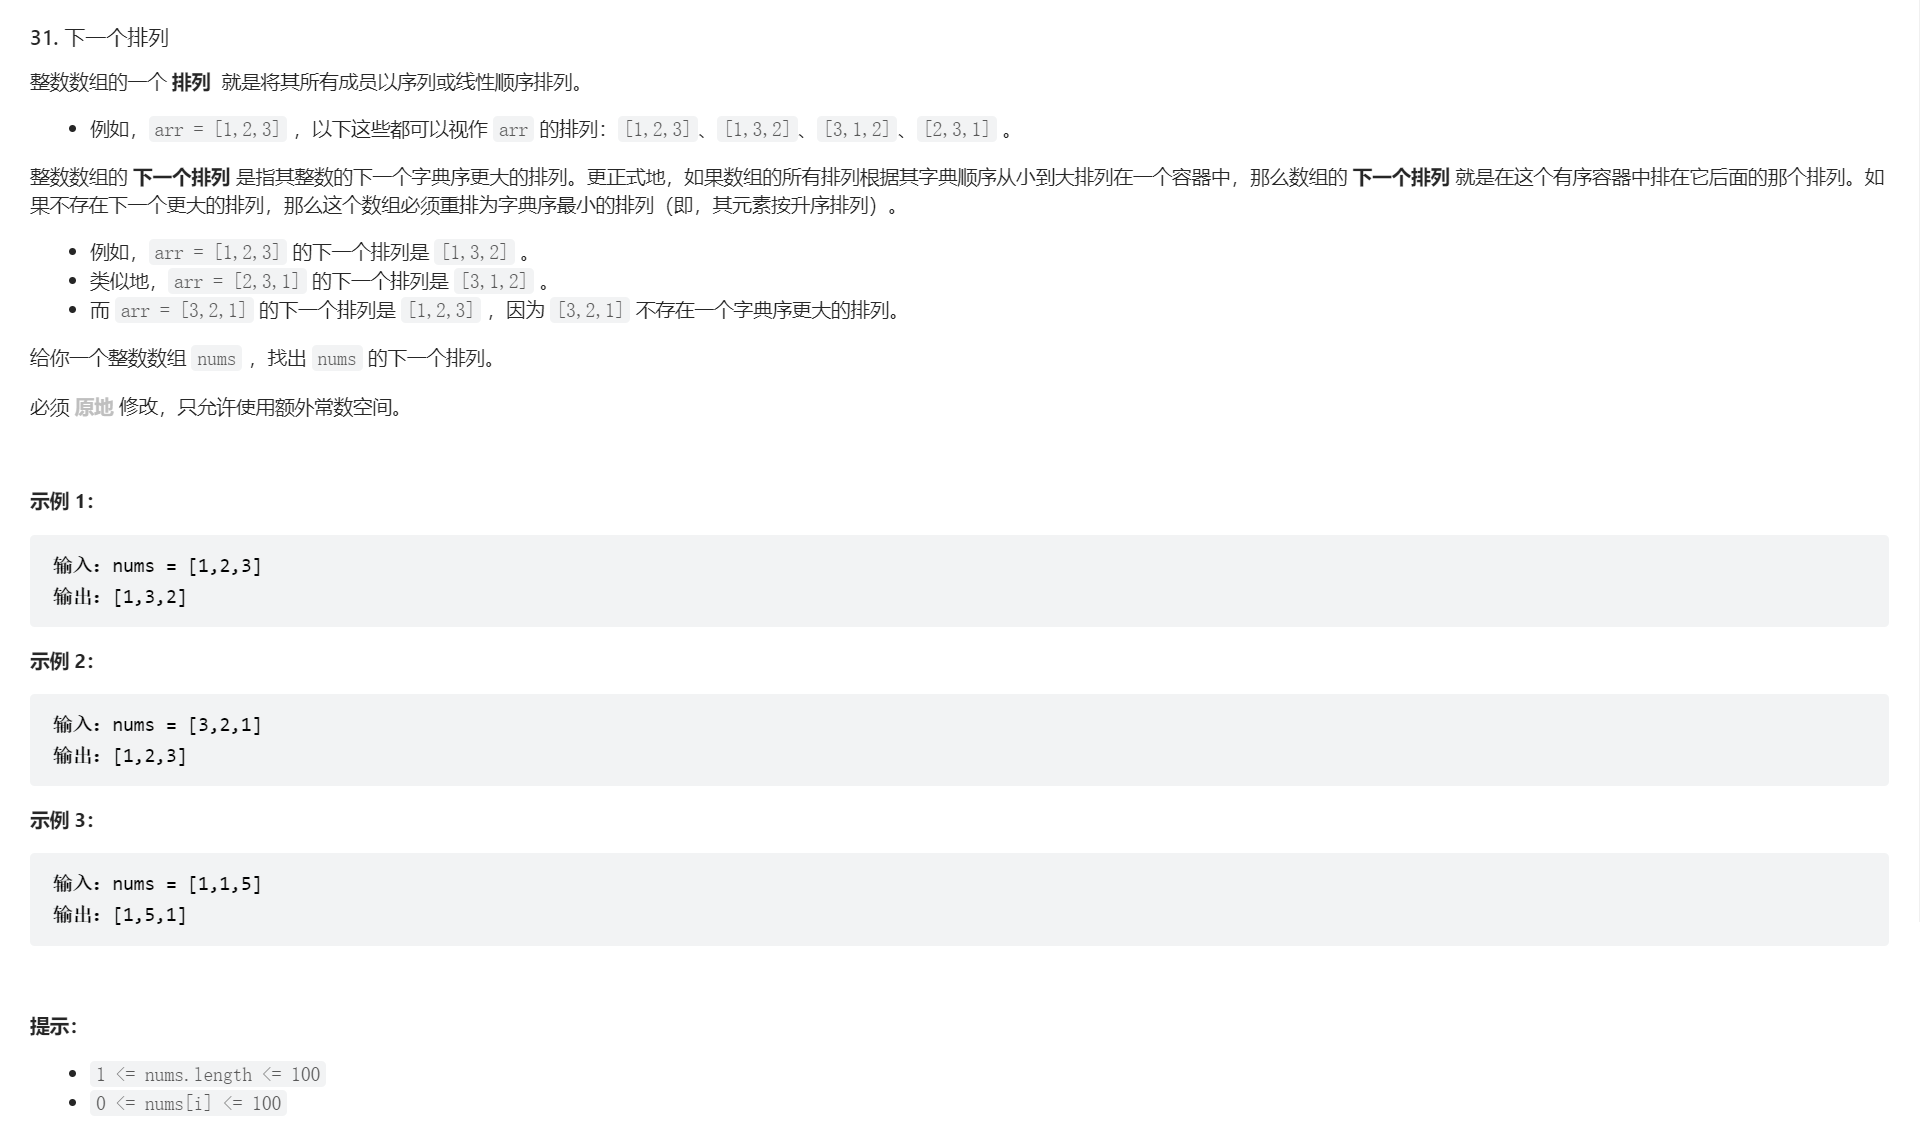 31. 下一个排列
整数数组的一个 排列 就是将其所有成员以序列或线性顺序排列。
例如，arr = [1,2,3] ，以下这些都可以视作 arr 的排列：[1,2,3]、[1,3,2]、[3,1,2]、[2,3,1] 。
整数数组的 下一个排列 是指其整数的下一个字典序更大的排列。更正式地，如果数组的所有排列根据其字典顺序从小到大排列在一个容器中，那么数组的 下一个排列 就是在这个有序容器中排在它后面的那个排列。如
果不存在下一个更大的排列，那么这个数组必须重排为字典序最小的排列（即，其元素按升序排列）。
例如，arr = [1,2,3] 的下一个排列是 [1,3,2] 。
类似地，arr = [2,3,1] 的下一个排列是 [3,1,2] 。
而 arr = [3,2,1] 的下一个排列是 [1,2,3] ，因为 [3,2,1] 不存在一个字典序更大的排列。
给你一个整数数组 nums ，找出 nums 的下一个排列。
必须 原地 修改，只允许使用额外常数空间。
示例 1：
输入：nums = [1,2,3]
输出：[1,3,2]
示例 2：
输入：nums = [3,2,1]
输出：[1,2,3]
示例 3：
输入：nums = [1,1,5]
输出：[1,5,1]
提示：
1 <= nums.length <= 100
0 <= nums[i] <= 100